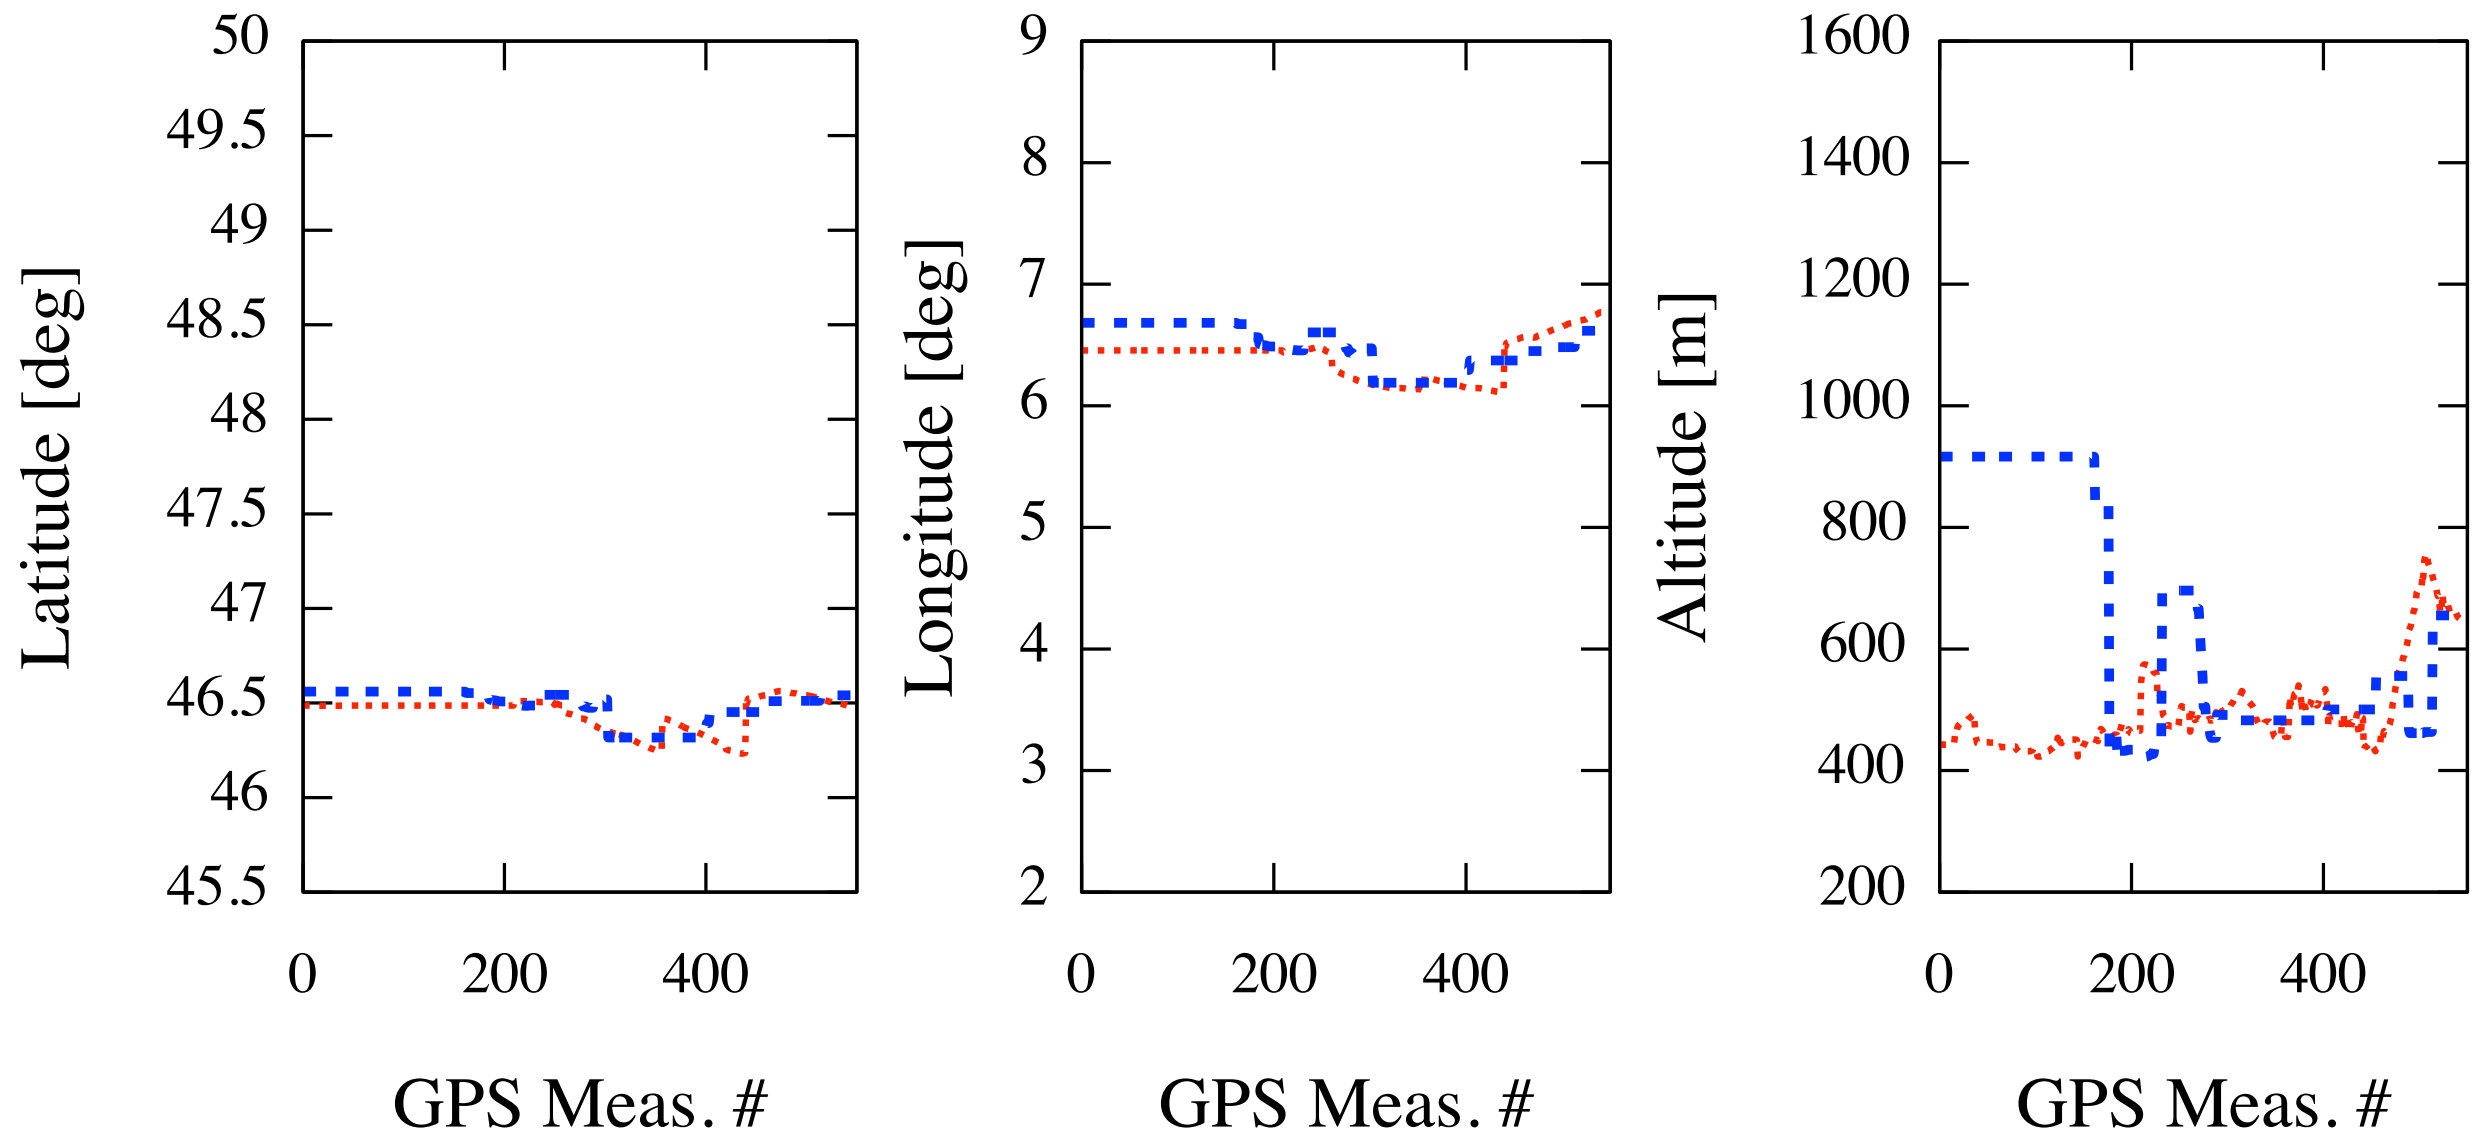 Latitude [deg]
50
49.5
49
48.5
48
47.5
47
46.5
46
45.5
0 200 400
GPS Meas. #
Longitude [deg]
9
8
7
6
5
4
3
2
0 200 400
GPS Meas. #
Altitude [m]
1600
1400
1200
1000
800
600
400
200
0 200 400
GPS Meas. #